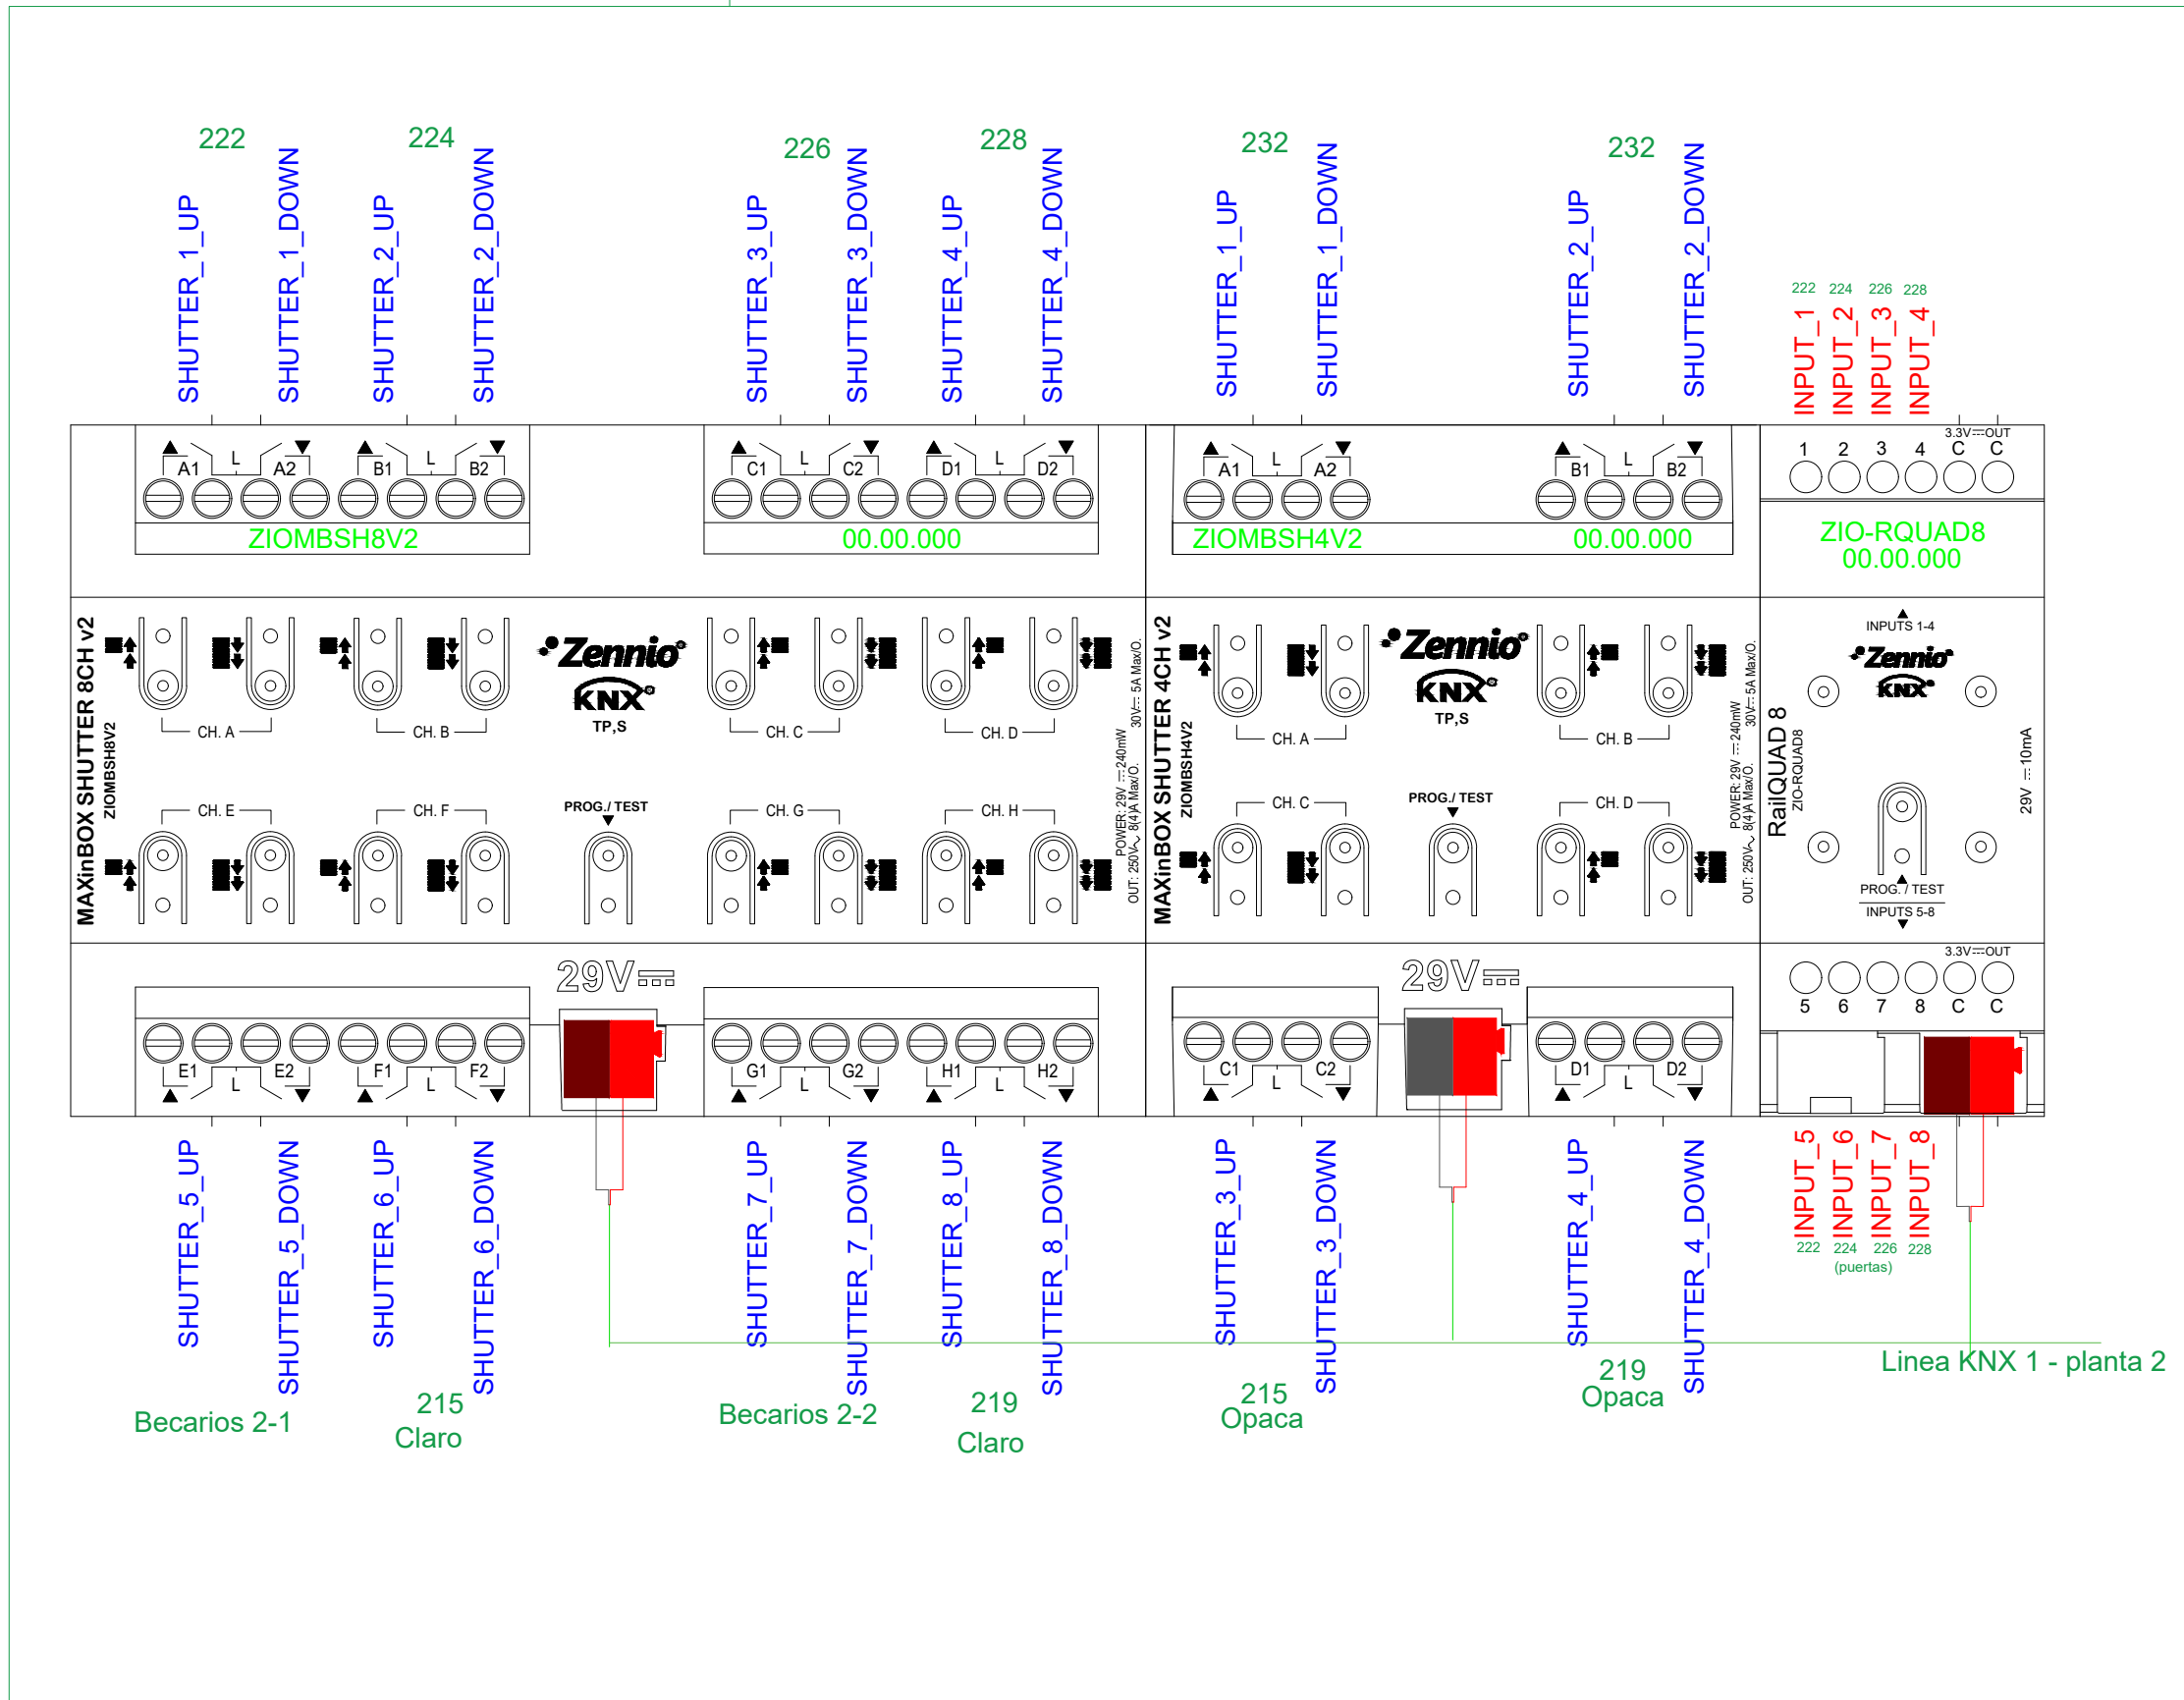 222
224
226
228
232
232
SHUTTER_1_UP
SHUTTER_1_DOWN
SHUTTER_2_UP
SHUTTER_2_DOWN
SHUTTER_3_UP
SHUTTER_3_DOWN
SHUTTER_4_UP
SHUTTER_4_DOWN
SHUTTER_1_UP
SHUTTER_1_DOWN
SHUTTER_2_UP
SHUTTER_2_DOWN
222 224 226 228
INPUT_1
INPUT_2
INPUT_3
INPUT_4
A1 L A2 B1 L B2
C1 L C2 D1 L D2
A1 L A2
B1 L B2
3.3V⎓OUT
1 2 3 4 C C
ZIOMBSH8V2
00.00.000
ZIOMBSH4V2
00.00.000
ZIO-RQUAD8
00.00.000
MAXinBOX SHUTTER 8CH v2
ZIOMBSH8V2
Zennio
KNX
TP,S
CH. A
CH. B
CH. C
CH. D
CH. E
CH. F
PROG./ TEST
CH. G
CH. H
POWER: 29V ⎓ 240mW
OUT: 250V~ 8(4)A Max/O. 30V⎓ 5A Max/O.
MAXinBOX SHUTTER 4CH v2
ZIOMBSH4V2
Zennio
KNX
TP,S
CH. A
CH. B
CH. C
PROG./ TEST
CH. D
POWER: 29V ⎓ 240mW
OUT: 250V~ 8(4)A Max/O. 30V⎓ 5A Max/O.
RailQUAD 8
ZIO-RQUAD8
INPUTS 1-4
Zennio
KNX
29V ⎓ 10mA
PROG. / TEST
INPUTS 5-8
29V⎓
29V⎓
3.3V⎓OUT
5 6 7 8 C C
E1 L E2 F1 L F2
G1 L G2 H1 L H2
C1 L C2
D1 L D2
SHUTTER_5_UP
SHUTTER_5_DOWN
SHUTTER_6_UP
SHUTTER_6_DOWN
SHUTTER_7_UP
SHUTTER_7_DOWN
SHUTTER_8_UP
SHUTTER_8_DOWN
SHUTTER_3_UP
SHUTTER_3_DOWN
SHUTTER_4_UP
SHUTTER_4_DOWN
INPUT_5
INPUT_6
INPUT_7
INPUT_8
222 224 226 228
(puertas)
Linea KNX 1 - planta 2
Becarios 2-1
215
Claro
Becarios 2-2
219
Claro
215
Opaca
219
Opaca